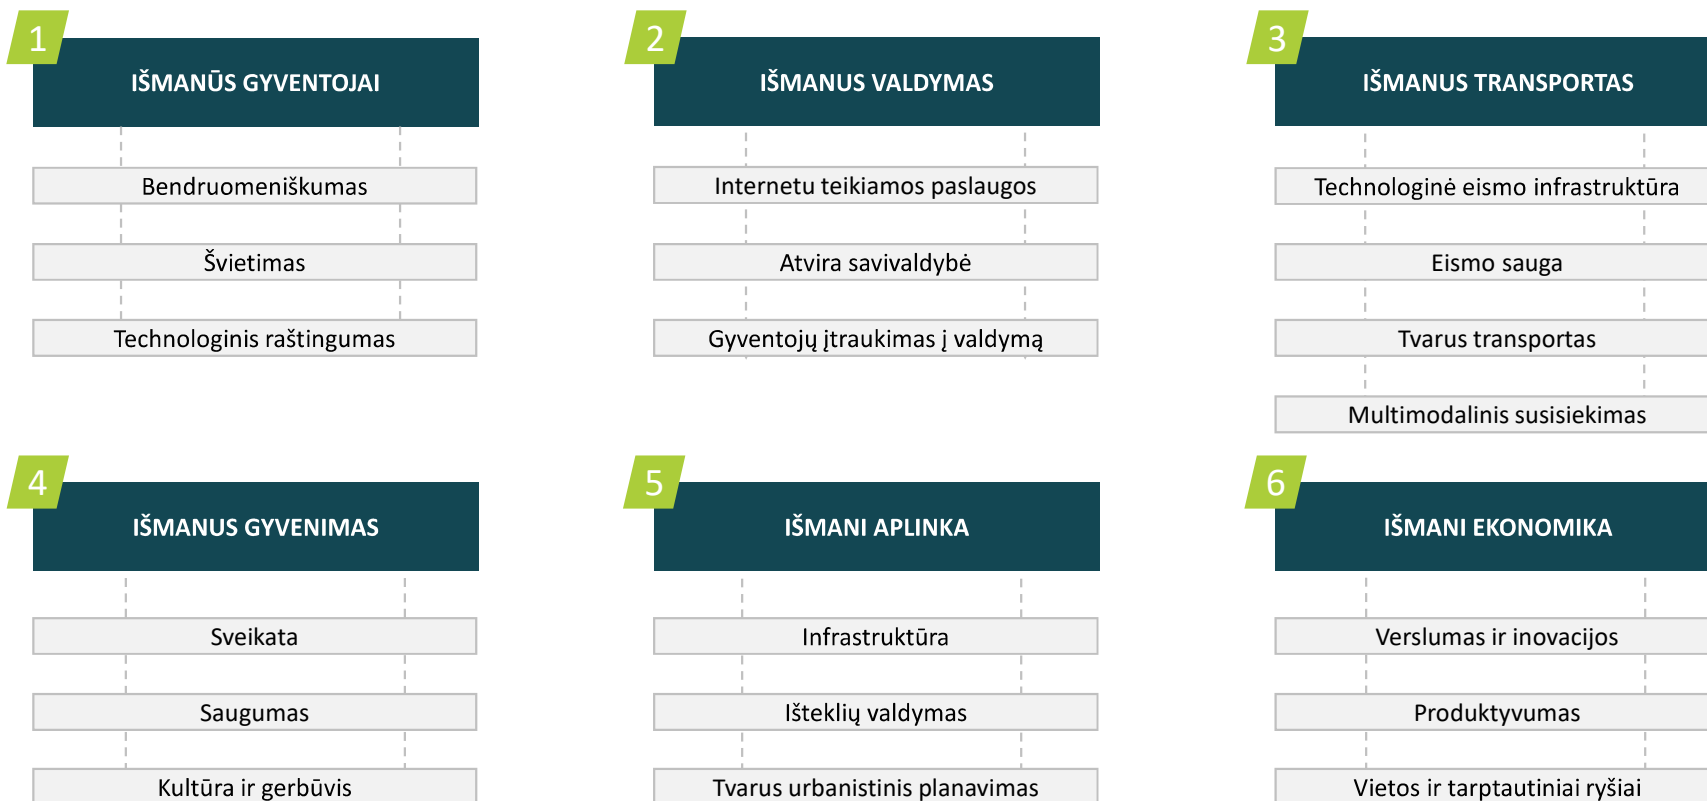 1
IŠMANŪS GYVENTOJAI
Bendruomeniškumas
Švietimas
Technologinis raštingumas
2
IŠMANUS VALDYMAS
Internetu teikiamos paslaugos
Atvira savivaldybė
Gyventojų įtraukimas į valdymą
3
IŠMANUS TRANSPORTAS
Technologinė eismo infrastruktūra
Eismo sauga
Tvarus transportas
Multimodalinis susisiekimas
4
IŠMANUS GYVENIMAS
Sveikata
Saugumas
Kultūra ir gerbūvis
5
IŠMANI APLINKA
Infrastruktūra
Išteklių valdymas
Tvarus urbanistinis planavimas
6
IŠMANI EKONOMIKA
Verslumas ir inovacijos
Produktyvumas
Vietos ir tarptautiniai ryšiai